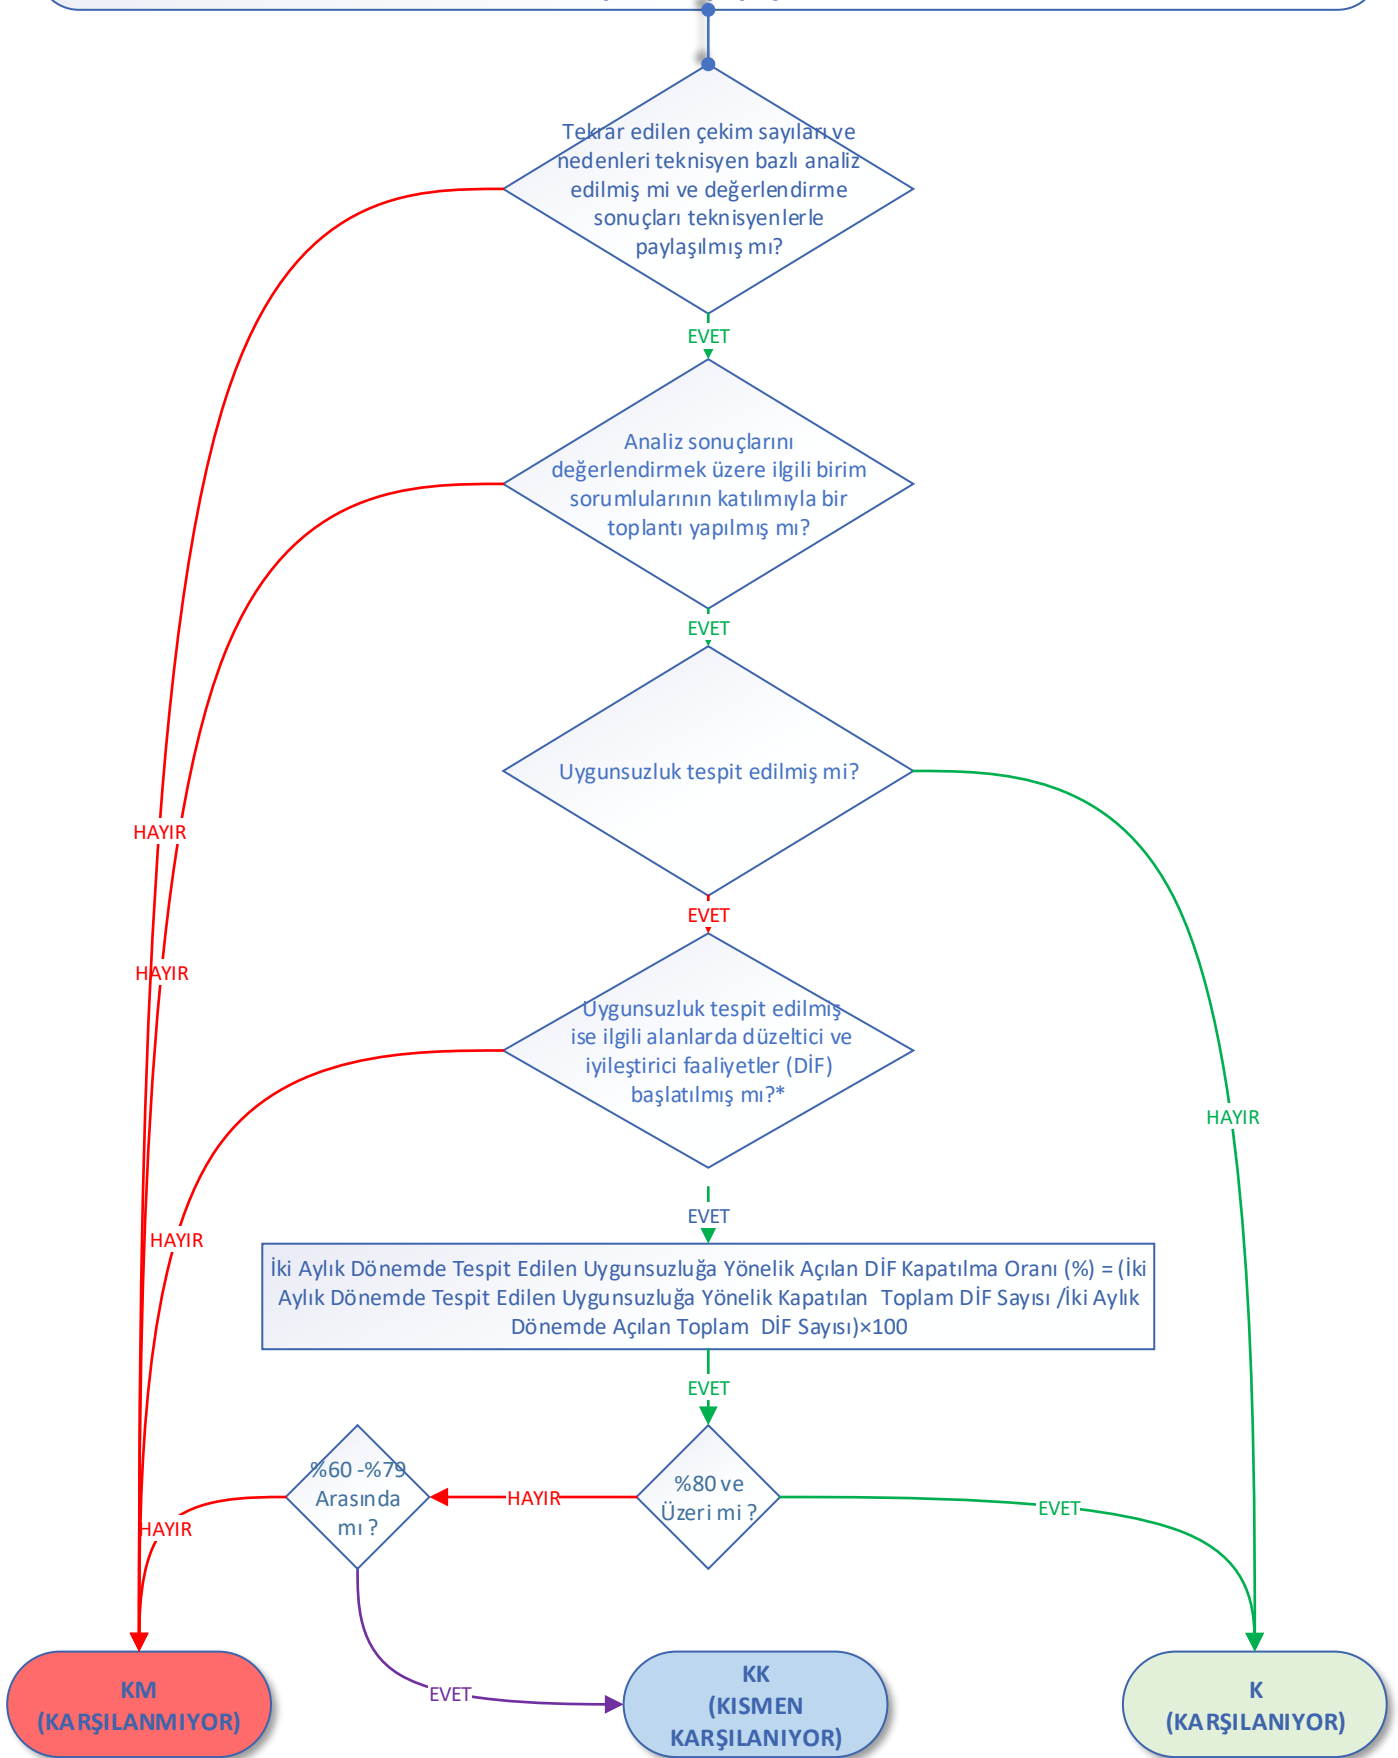 Tekrar edilen çekim sayıları ve
nedenleri teknisyen bazlı analiz
edilmiş mi ve değerlendirme
sonuçları teknisyenlerle
paylaşılmış mı?
EVET
Analiz sonuçlarını
değerlendirmek üzere ilgili birim
sorumlularının katılımıyla bir
toplantı yapılmış mı?
EVET
Uygunsuzluk tespit edilmiş mi?
HAYIR
EVET
HAYIR
Uygunsuzluk tespit edilmiş
ise ilgili alanlarda düzeltici ve
iyileştirici faaliyetler (DİF)
başlatılmış mı?*
HAYIR
EVET
HAYIR
İki Aylık Dönemde Tespit Edilen Uygunsuzluğa Yönelik Açılan DİF Kapatılma Oranı (%) = (İki
Aylık Dönemde Tespit Edilen Uygunsuzluğa Yönelik Kapatılan  Toplam DİF Sayısı /İki Aylık
Dönemde Açılan Toplam  DİF Sayısı)×100
EVET
%60 -%79
Arasında
mı ?
HAYIR
%80 ve
Üzeri mi ?
EVET
HAYIR
EVET
KM
(KARŞILANMIYOR)
KK
(KISMEN
KARŞILANIYOR)
K
(KARŞILANIYOR)